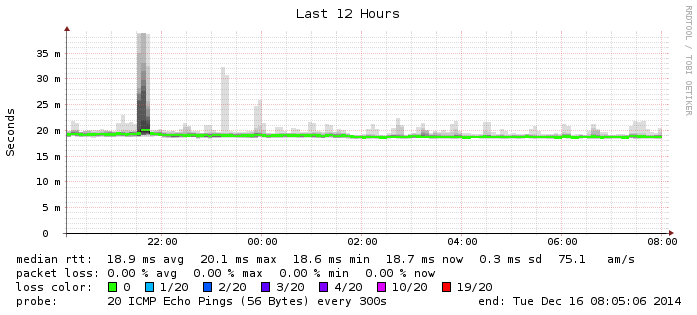 Last 12 Hours
RRDTOOL / TOBI OETIKER
Seconds
35 m
30 m
25 m
20 m
15 m
10 m
5 m
0
22:00 00:00 02:00 04:00 06:00 08:00
median rtt: 18.9 ms avg 20.1 ms max 18.6 ms min 18.7 ms now 0.3 ms sd 75.1 am/s
packet loss: 0.00 % avg 0.00 % max 0.00 % min 0.00 % now
loss color: 0 1/20 2/20 3/20 4/20 10/20 19/20
probe: 20 ICMP Echo Pings (56 Bytes) every 300s end: Tue Dec 16 08:05:06 2014